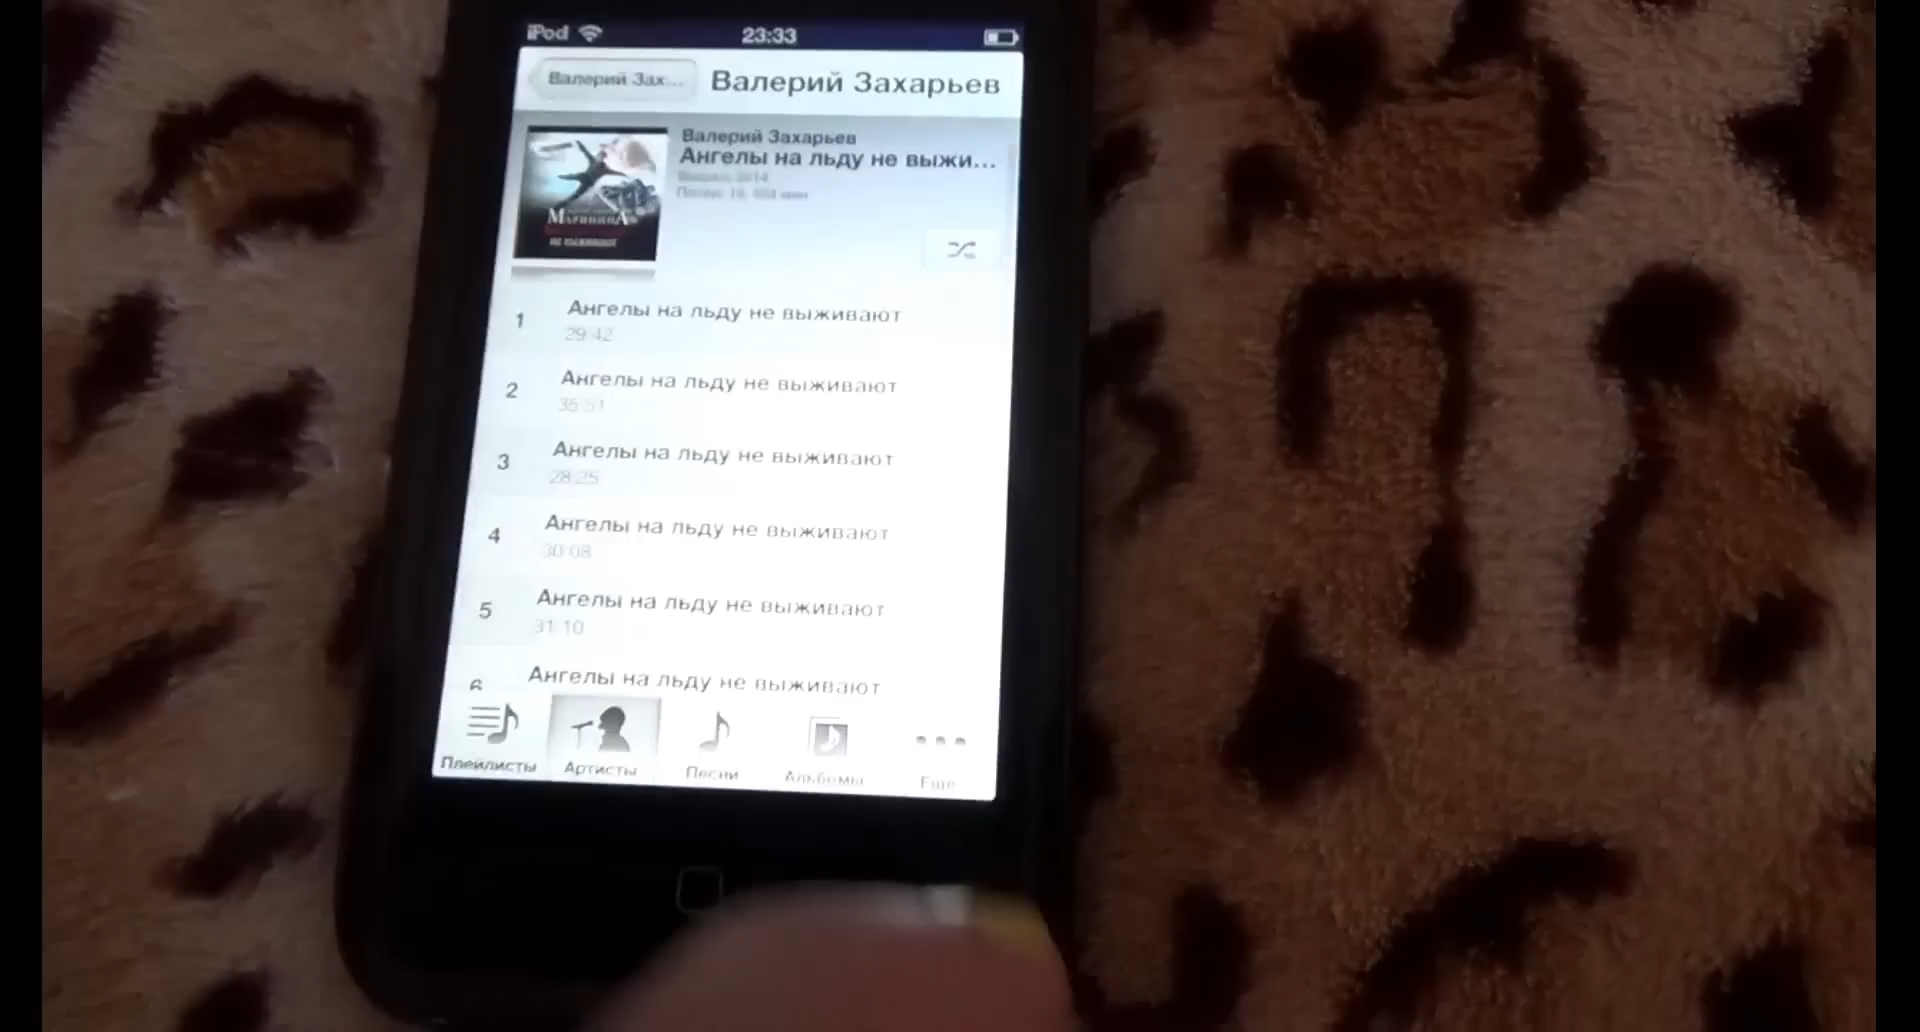 iPod 23:33
Валерий Зах... Валерий Захарьев
Валерий Захарьев
Ангелы на льду не выжи...
МАРИНИНА
НЕ ВЫЖИВАЮТ
1 Ангелы на льду не выживают
29:42
2 Ангелы на льду не выживают
35:51
3 Ангелы на льду не выживают
28:25
4 Ангелы на льду не выживают
30:08
5 Ангелы на льду не выживают
31:10
6 Ангелы на льду не выживают
Плейлисты Артисты Песни Альбомы Еще